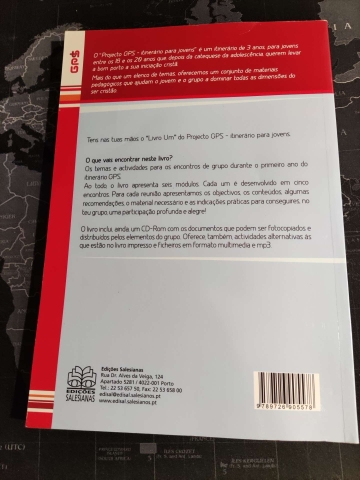 GPS
O "Projecto GPS - itinerário para jovens" é um itinerário de 3 anos, para jovens
entre os 16 e os 20 anos que, depois da catequese da adolescência, querem levar
a bom porto a sua iniciação cristã.
Mais do que um elenco de temas, oferecemos um conjunto de materiais
pedagógicos que ajudam o jovem e o grupo a dominar todas as dimensões do
ser cristão.
Tens nas tuas mãos o "Livro Um" do Projecto GPS - itinerário para jovens.
O que vais encontrar neste livro?
Os temas e actividades para os encontros de grupo durante o primeiro ano do
itinerário GPS.
Ao todo o livro apresenta seis módulos. Cada um é desenvolvido em cinco
encontros. Para cada reunião apresentamos os objectivos, os conteúdos, algumas
recomendações, o material necessário e as indicações práticas para conseguires, no
teu grupo, uma participação profunda e alegre!
O livro inclui, ainda, um CD-Rom com os documentos que podem ser fotocopiados e
distribuídos pelos elementos do grupo. Oferece, também, actividades alternativas às
que estão no livro impresso e ficheiros em formato multimedia e mp3.
EDIÇÕES
SALESIANAS
Edições Salesianas
Rua Dr. Alves da Veiga, 124
Apartado 5281 / 4022-001 Porto
Tel.: 22 53 657 50, Fax: 22 53 658 00
edisal@edisal.salesianos.pt
www.edisal.salesianos.pt
9 789726 905578